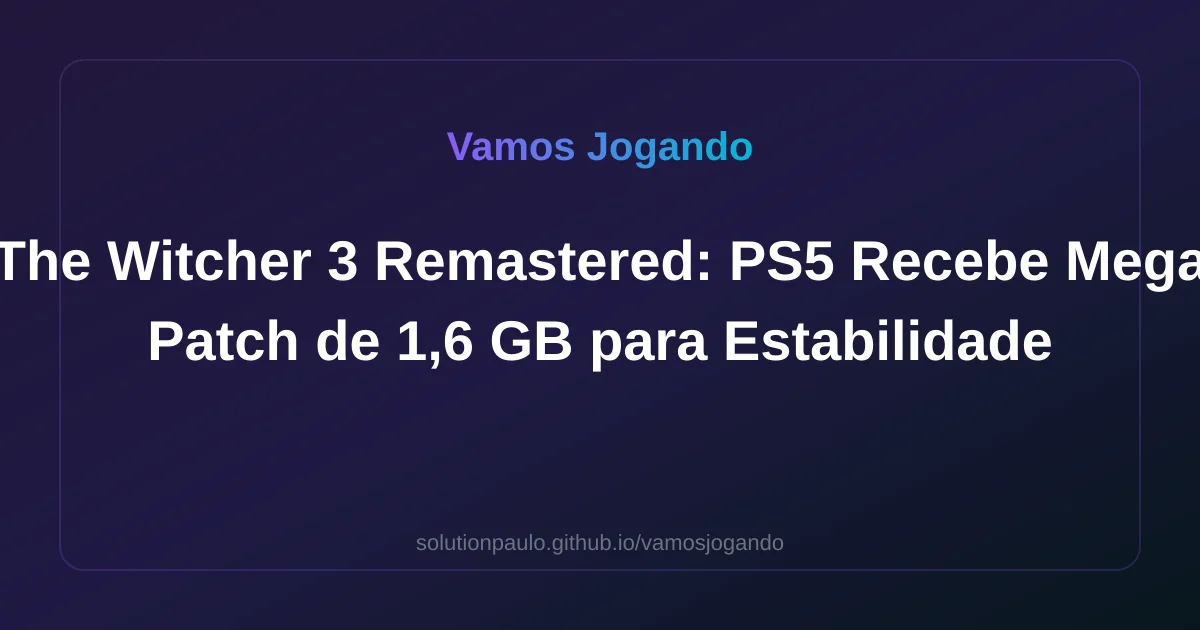 Vamos Jogando
The Witcher 3 Remastered: PS5 Recebe Mega
Patch de 1,6 GB para Estabilidade
solutionpaulo.github.io/vamosjogando